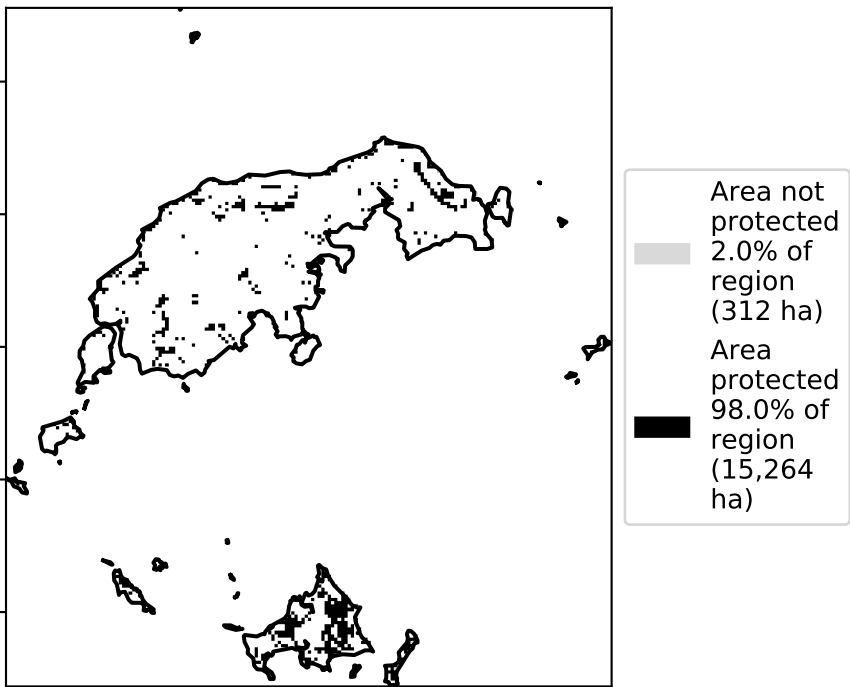 Area not
protected
2.0% of
region
(312 ha)
Area
protected
98.0% of
region
(15,264
ha)